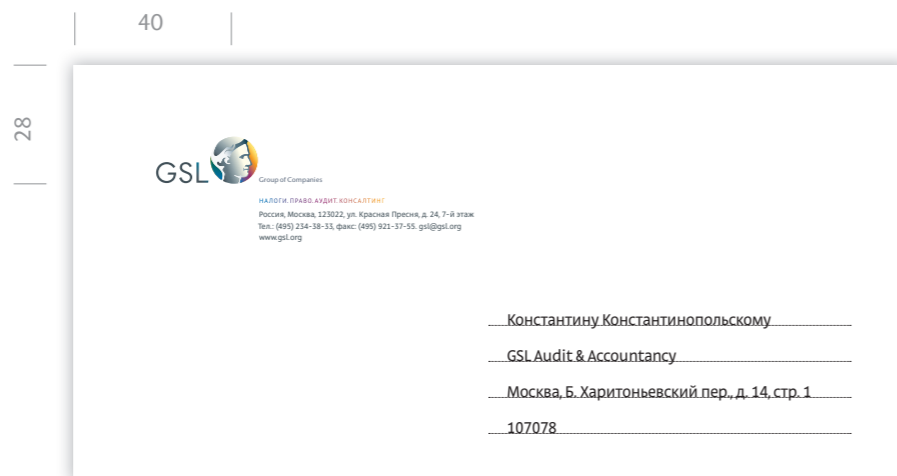 40
28
GSL
Group of Companies
НАЛОГИ.ПРАВО.АУДИТ.КОНСАЛТИНГ
Россия, Москва, 123022, ул. Красная Пресня, д. 24, 7-й этаж
Тел.: (495) 234-38-33, факс: (495) 921-37-55. gsl@gsl.org
www.gsl.org
Константину Константинопольскому
GSL Audit & Accountancy
Москва, Б. Харитоньевский пер., д. 14, стр. 1
107078